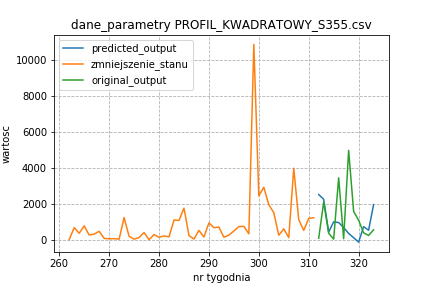 dane_parametry PROFIL_KWADRATOWY_S355.csv
predicted_output
zmniejszenie_stanu
original_output
10000
8000
6000
4000
2000
0
wartosc
260
270
280
290
300
310
320
nr tygodnia